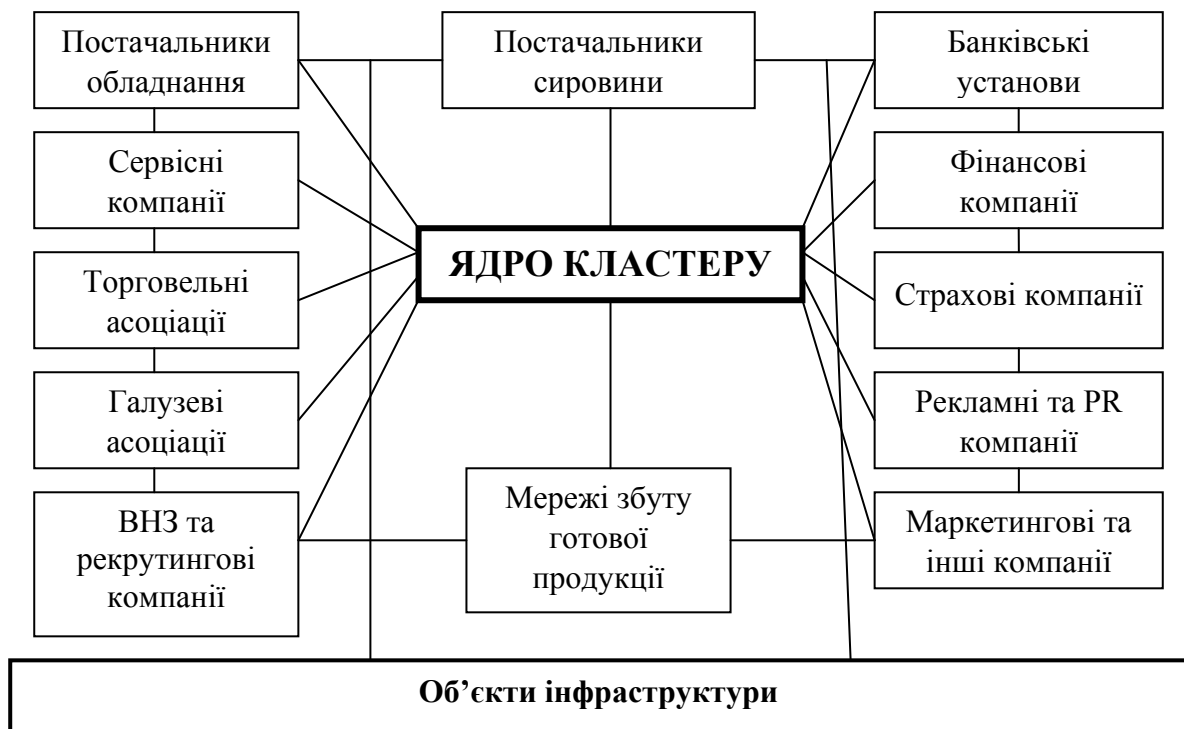 Постачальники
обладнання
Постачальники
сировини
Банківські
установи
Сервісні
компанії
Фінансові
компанії
ЯДРО КЛАСТЕРУ
Торговельні
асоціації
Страхові компанії
Галузеві
асоціації
Рекламні та PR
компанії
ВНЗ та
рекрутингові
компанії
Мережі збуту
готової
продукції
Маркетингові та
інші компанії
Об’єкти інфраструктури